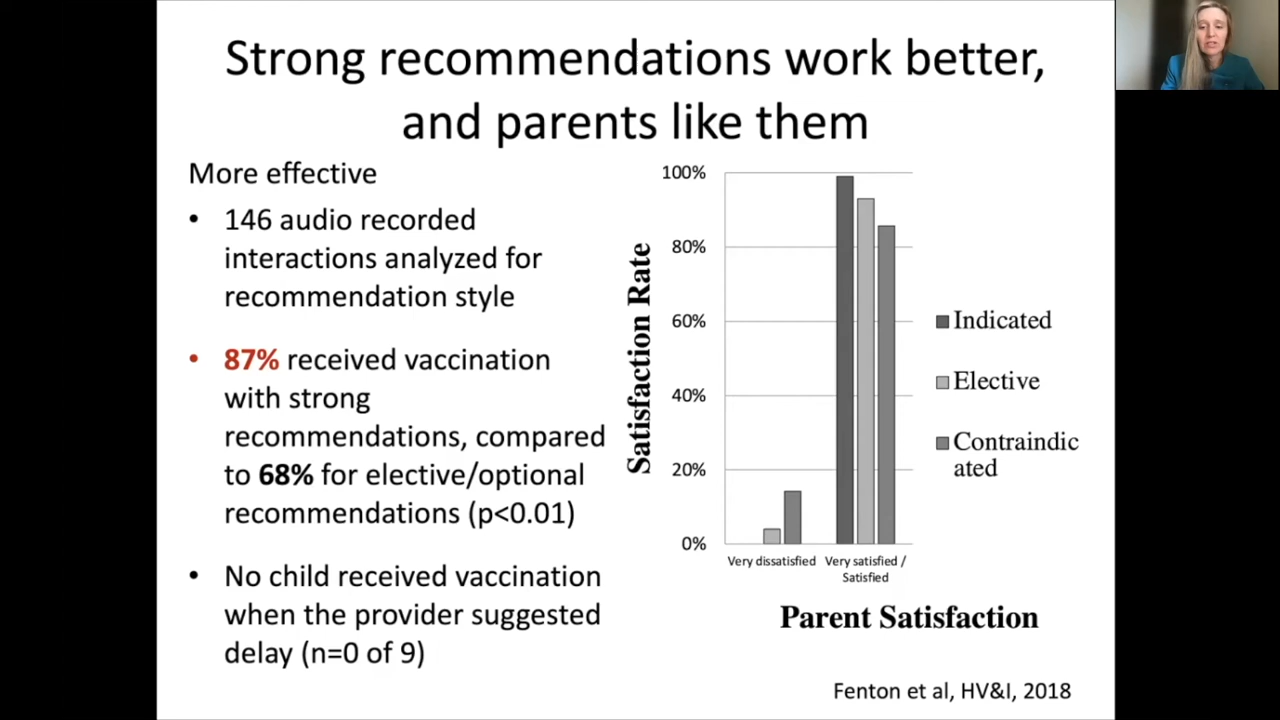 Strong recommendations work better,
and parents like them
More effective
• 146 audio recorded
interactions analyzed for
recommendation style
• 87% received vaccination
with strong
recommendations, compared
to 68% for elective/optional
recommendations (p<0.01)
• No child received vaccination
when the provider suggested
delay (n=0 of 9)
Satisfaction Rate
100%
80%
60%
40%
20%
0%
Very dissatisfied
Very satisfied /
Satisfied
Parent Satisfaction
Indicated
Elective
Contraindic
ated
Fenton et al, HV&I, 2018